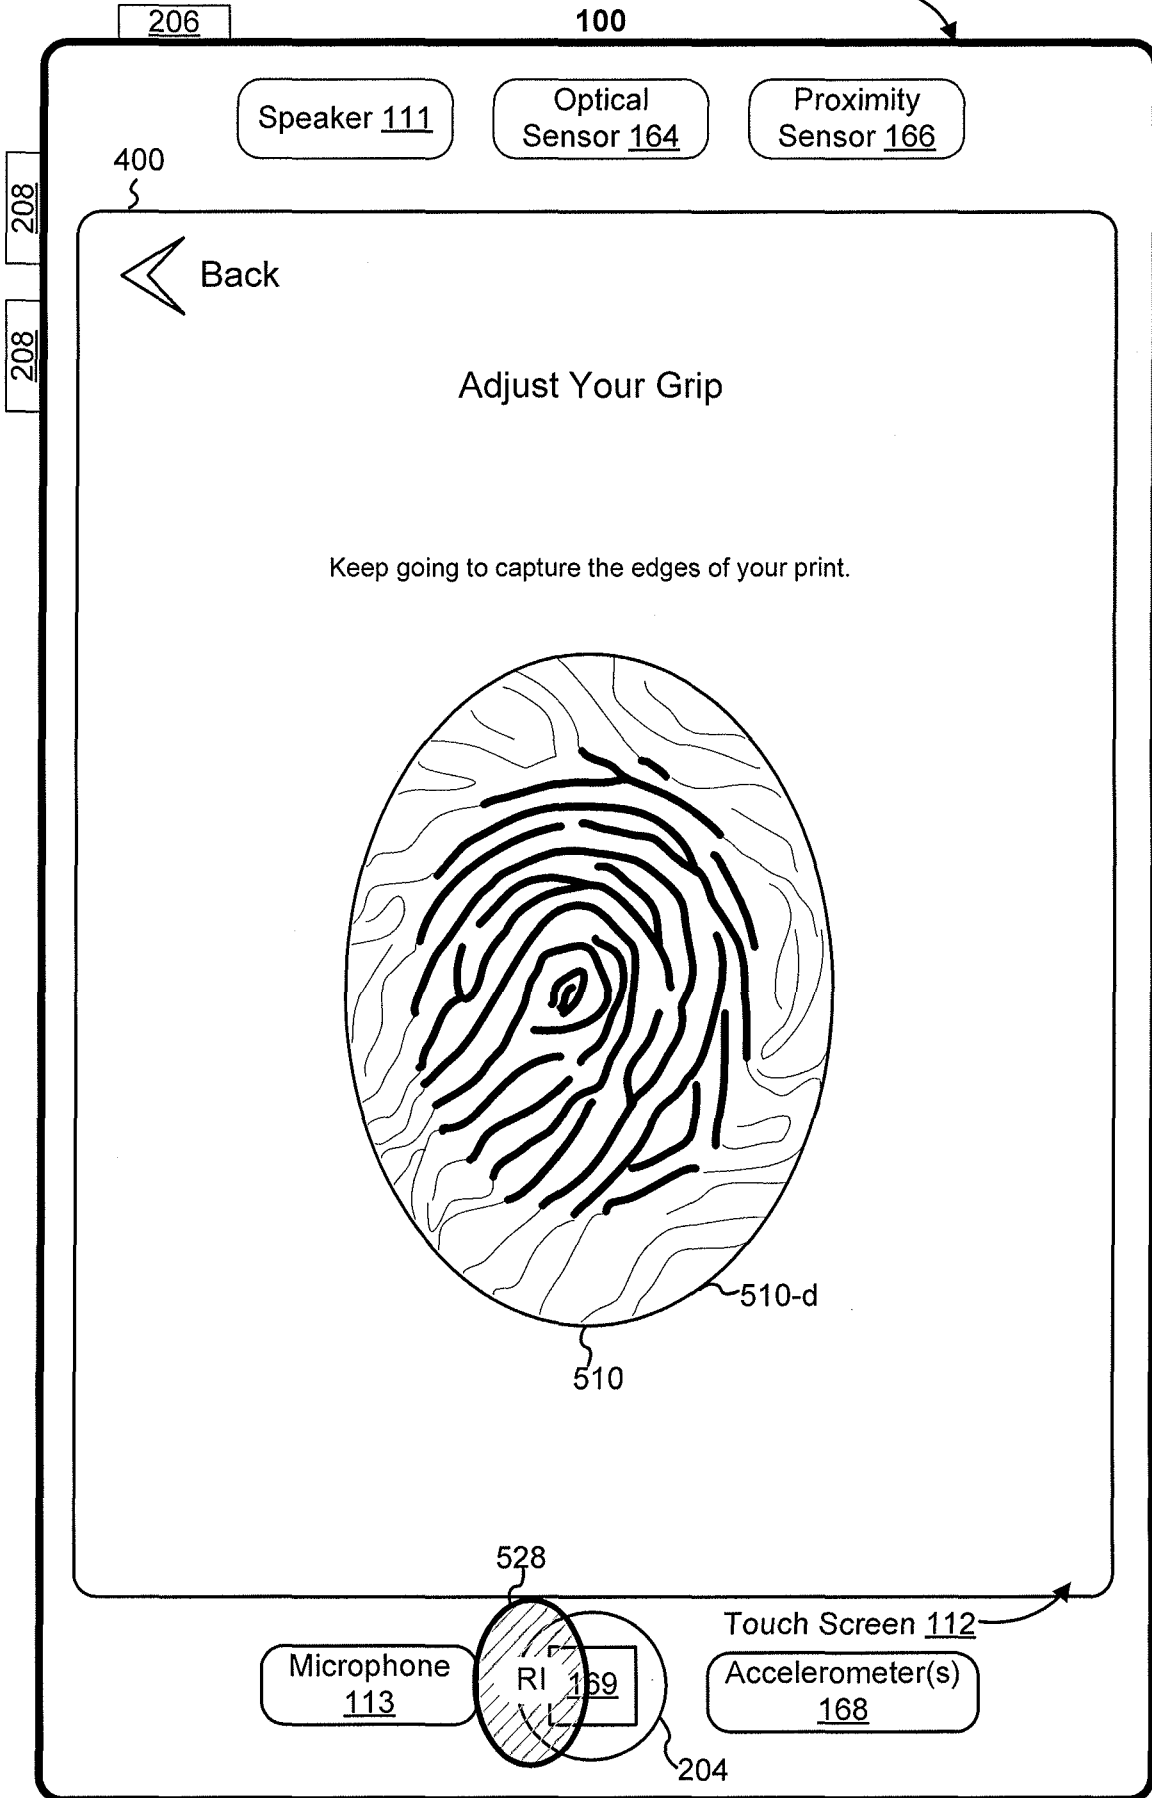 206
100
Speaker 111
Optical
Sensor 164
Proximity
Sensor 166
400
208
208
Back
Adjust Your Grip
Keep going to capture the edges of your print.
510-d
510
528
Touch Screen 112
Microphone
113
RI
169
Accelerometer(s)
168
204